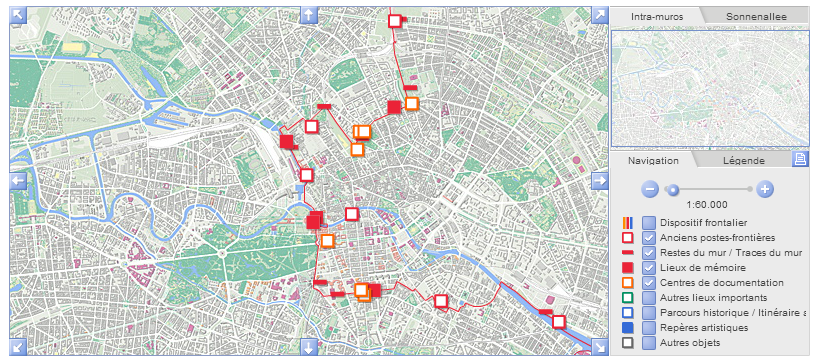 Intra-muros Sonnenallee
Navigation Légende
1:60.000
Dispositif frontalier
Anciens postes-frontières
Restes du mur / Traces du mur
Lieux de mémoire
Centres de documentation
Autres lieux importants
Parcours historique / Itinéraire
Repères artistiques
Autres objets